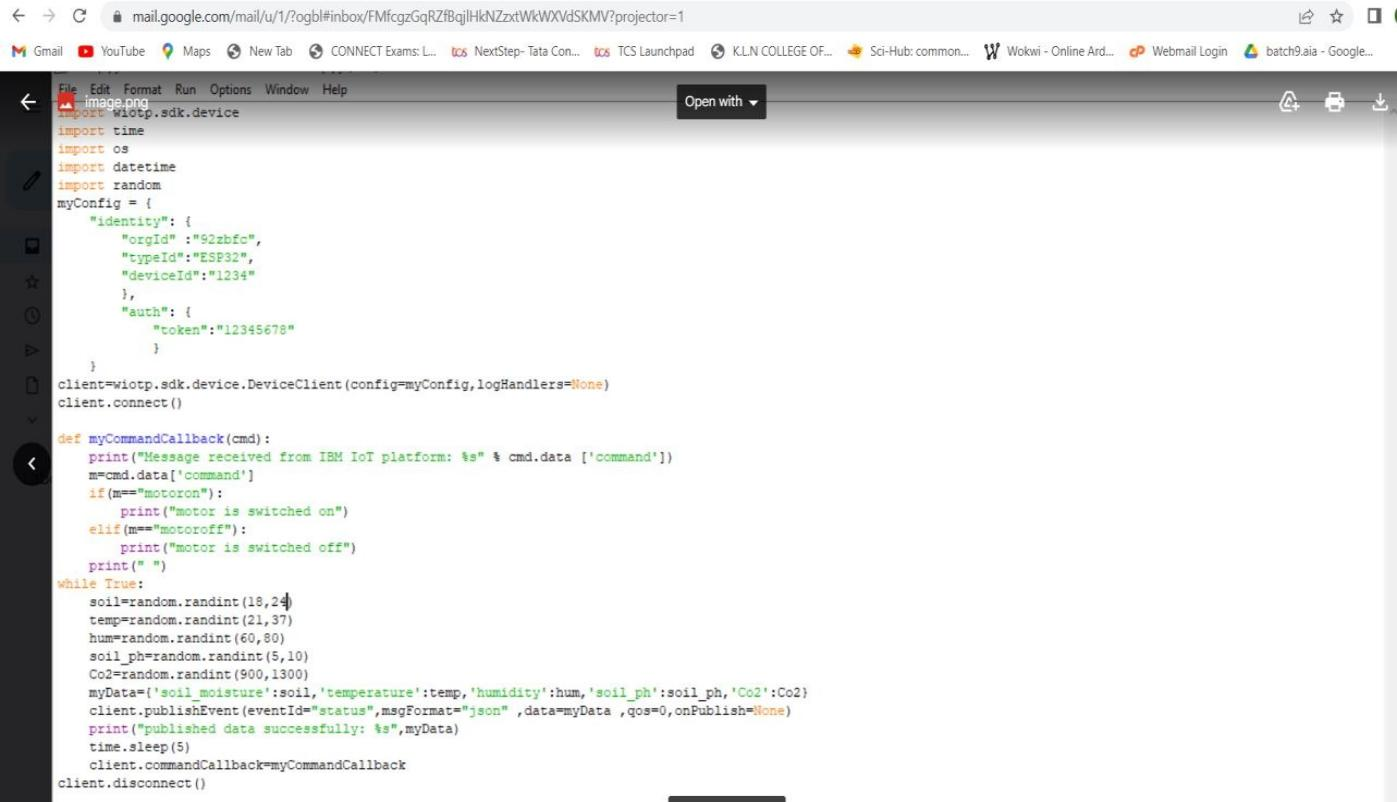 mail.google.com/mail/u/1/?ogbl#inbox/FMfcgzGqRZfBqjlHkNZzxtWkWXVdSKMV?projector=1
Gmail YouTube Maps New Tab CONNECT Exams: L... tcs NextStep- Tata Con... tcs TCS Launchpad K.L.N COLLEGE OF... Sci-Hub: common... W Wokwi - Online Ard... cP Webmail Login batch9.aia - Google...
File Edit Format Run Options Window Help
image.png
Open with
import wiotp.sdk.device
import time
import os
import datetime
import random
myConfig = {
    "identity": {
        "orgId" :"92zbfc",
        "typeId":"ESP32",
        "deviceId":"1234"
        },
        "auth": {
            "token":"12345678"
            }
    }
client=wiotp.sdk.device.DeviceClient(config=myConfig,logHandlers=None)
client.connect()
def myCommandCallback(cmd):
    print("Message received from IBM IoT platform: %s" % cmd.data ['command'])
    m=cmd.data['command']
    if(m=="motoron"):
        print("motor is switched on")
    elif(m=="motoroff"):
        print("motor is switched off")
    print(" ")
while True:
    soil=random.randint(18,24)
    temp=random.randint(21,37)
    hum=random.randint(60,80)
    soil_ph=random.randint(5,10)
    Co2=random.randint(900,1300)
    myData={'soil_moisture':soil,'temperature':temp,'humidity':hum,'soil_ph':soil_ph,'Co2':Co2}
    client.publishEvent(eventId="status",msgFormat="json" ,data=myData ,qos=0,onPublish=None)
    print("published data successfully: %s",myData)
    time.sleep(5)
    client.commandCallback=myCommandCallback
client.disconnect()